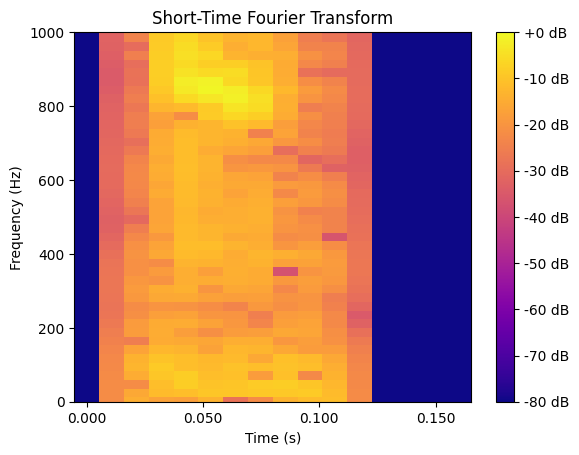 Short-Time Fourier Transform
1000
800
600
400
200
0
Frequency (Hz)
0.000
0.050
0.100
0.150
Time (s)
+0 dB
-10 dB
-20 dB
-30 dB
-40 dB
-50 dB
-60 dB
-70 dB
-80 dB